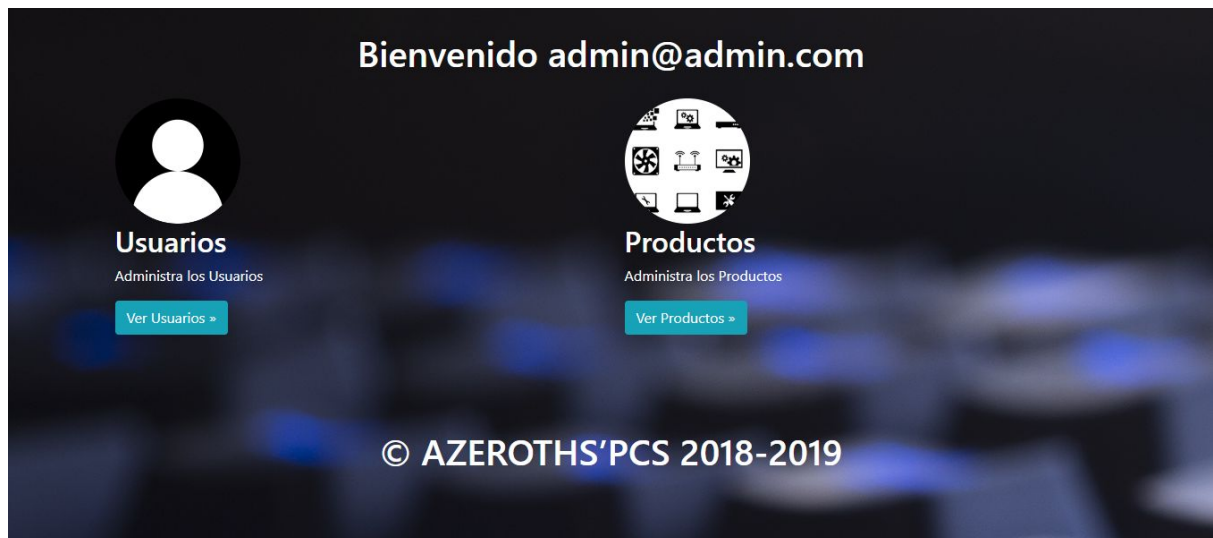 Bienvenido admin@admin.com
Usuarios
Administra los Usuarios
Ver Usuarios »
Productos
Administra los Productos
Ver Productos »
© AZEROTHS’PCS 2018-2019